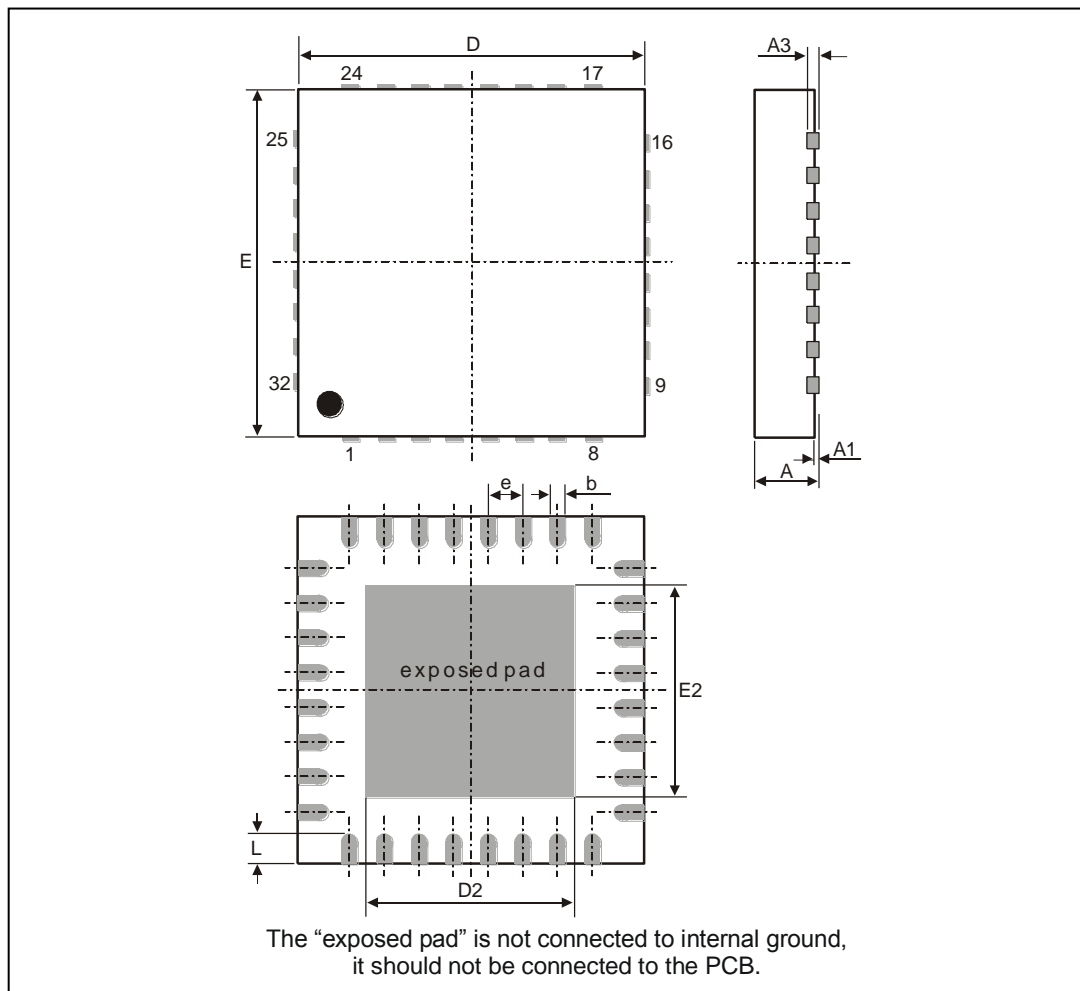 D
A3
24 17
25 16
E
32 9
1 8
A1
A
e b
exposed pad
E2
L
D2
The “exposed pad” is not connected to internal ground,
it should not be connected to the PCB.